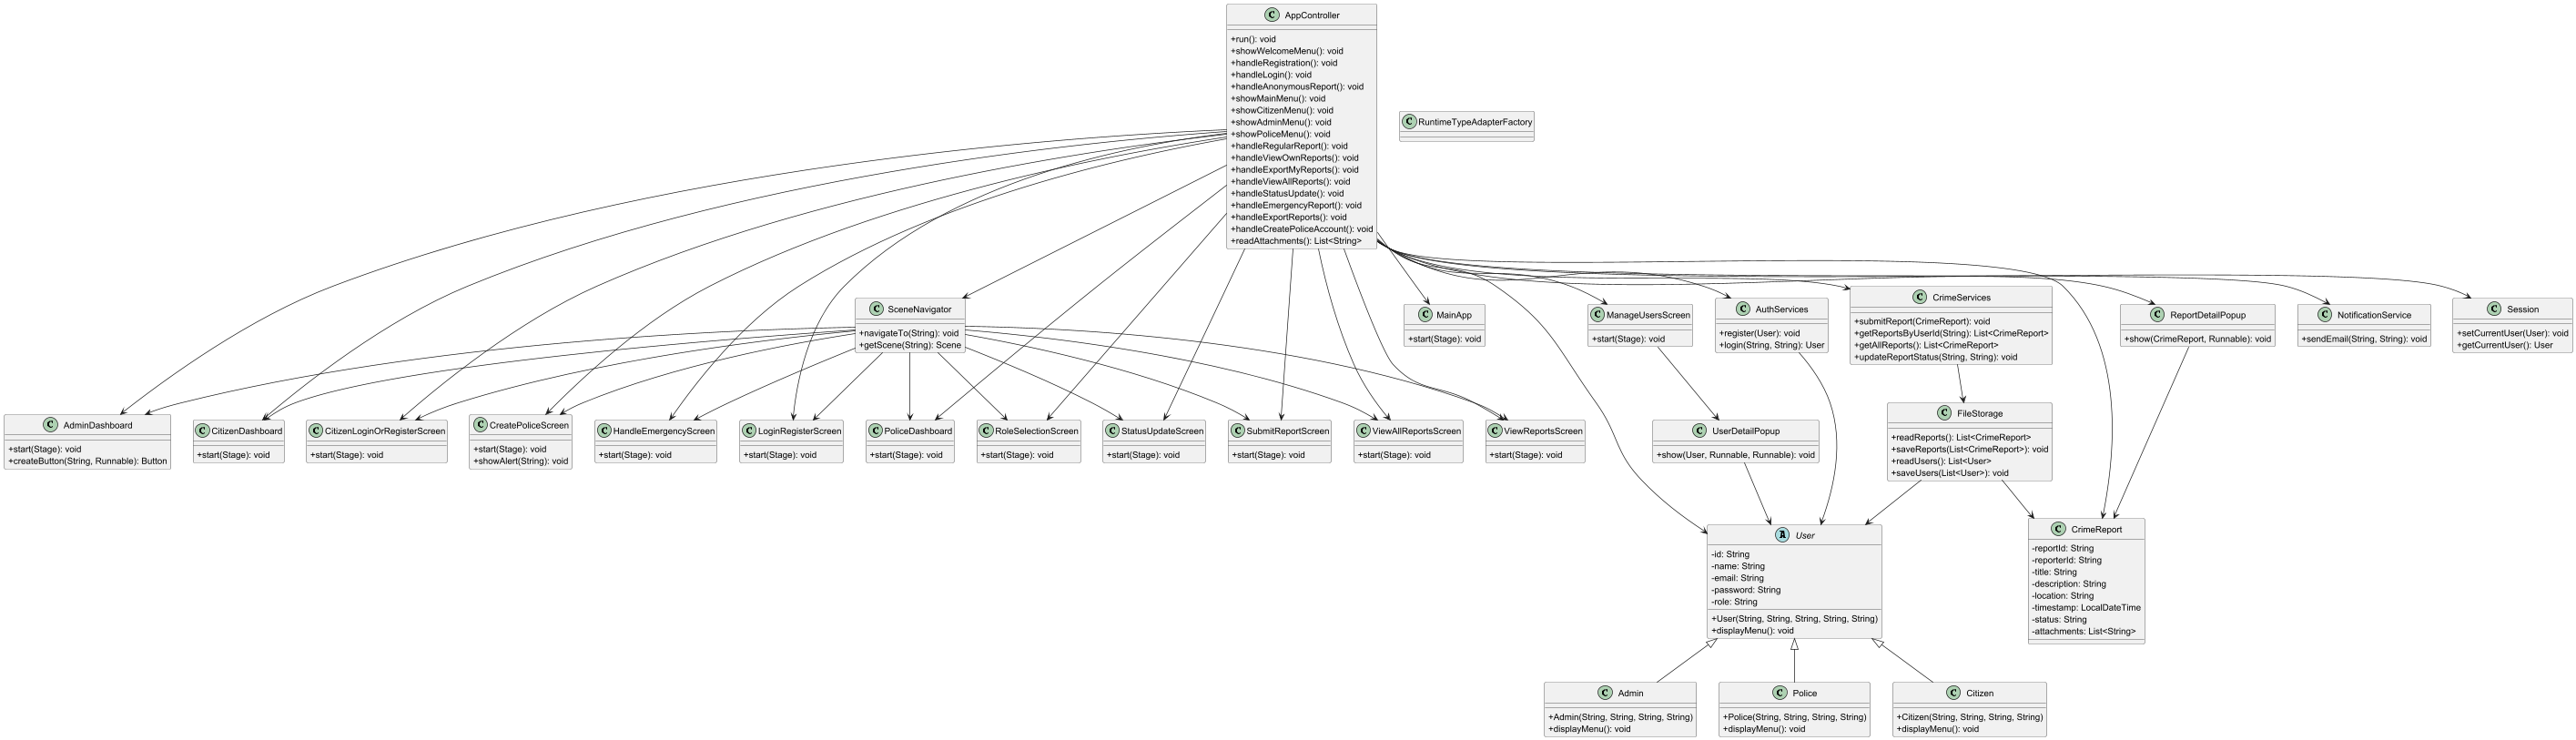 C AppController
+run(): void
+showWelcomeMenu(): void
+handleRegistration(): void
+handleLogin(): void
+handleAnonymousReport(): void
+showMainMenu(): void
+showCitizenMenu(): void
+showAdminMenu(): void
+showPoliceMenu(): void
+handleRegularReport(): void
+handleViewOwnReports(): void
+handleExportMyReports(): void
+handleViewAllReports(): void
+handleStatusUpdate(): void
+handleEmergencyReport(): void
+handleExportReports(): void
+handleCreatePoliceAccount(): void
+readAttachments(): List<String>
C RuntimeTypeAdapterFactory
C SceneNavigator
+navigateTo(String): void
+getScene(String): Scene
C MainApp
+start(Stage): void
C ManageUsersScreen
+start(Stage): void
C AuthServices
+register(User): void
+login(String, String): User
C CrimeServices
+submitReport(CrimeReport): void
+getReportsByUserId(String): List<CrimeReport>
+getAllReports(): List<CrimeReport>
+updateReportStatus(String, String): void
C ReportDetailPopup
+show(CrimeReport, Runnable): void
C NotificationService
+sendEmail(String, String): void
C Session
+setCurrentUser(User): void
+getCurrentUser(): User
C AdminDashboard
+start(Stage): void
+createButton(String, Runnable): Button
C CitizenDashboard
+start(Stage): void
C CitizenLoginOrRegisterScreen
+start(Stage): void
C CreatePoliceScreen
+start(Stage): void
+showAlert(String): void
C HandleEmergencyScreen
+start(Stage): void
C LoginRegisterScreen
+start(Stage): void
C PoliceDashboard
+start(Stage): void
C RoleSelectionScreen
+start(Stage): void
C StatusUpdateScreen
+start(Stage): void
C SubmitReportScreen
+start(Stage): void
C ViewAllReportsScreen
+start(Stage): void
C ViewReportsScreen
+start(Stage): void
C UserDetailPopup
+show(User, Runnable, Runnable): void
C FileStorage
+readReports(): List<CrimeReport>
+saveReports(List<CrimeReport>): void
+readUsers(): List<User>
+saveUsers(List<User>): void
A User
-id: String
-name: String
-email: String
-password: String
-role: String
+User(String, String, String, String, String)
+displayMenu(): void
C CrimeReport
-reportId: String
-reporterId: String
-title: String
-description: String
-location: String
-timestamp: LocalDateTime
-status: String
-attachments: List<String>
C Admin
+Admin(String, String, String, String)
+displayMenu(): void
C Police
+Police(String, String, String, String)
+displayMenu(): void
C Citizen
+Citizen(String, String, String, String)
+displayMenu(): void